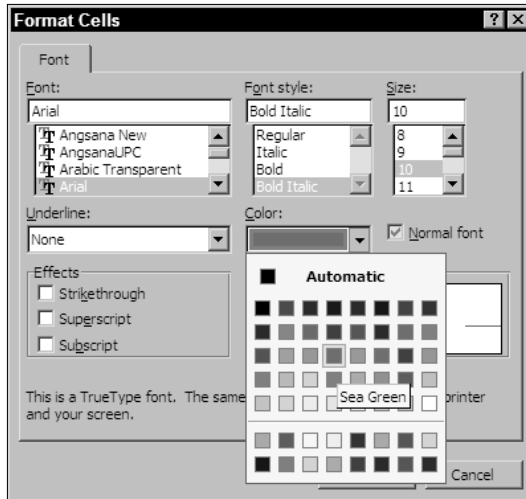 Format Cells
Font
Font:
Font style:
Size:
Arial
Bold Italic
10
Angsana New
AngsanaUPC
Arabic Transparent
Arial
Regular
Italic
Bold
Bold Italic
8
9
10
11
Underline:
Color:
None
Normal font
Effects
Strikethrough
Superscript
Subscript
Automatic
Sea Green
This is a TrueType font. The same printer
and your screen.
Cancel